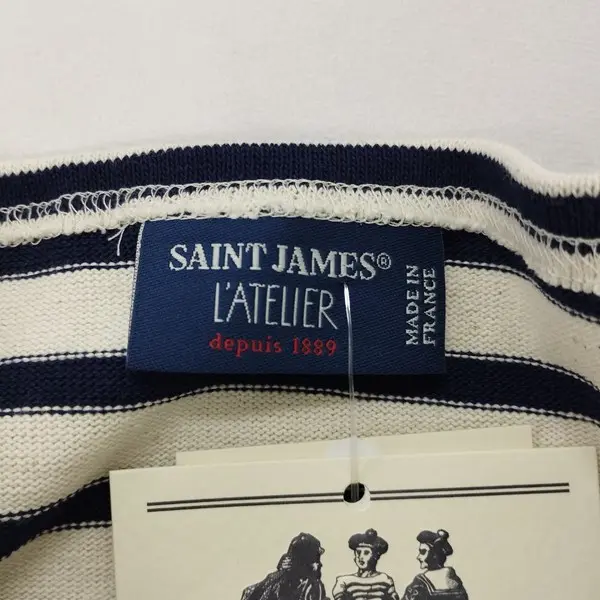 SAINT JAMES®
L'ATELIER
depuis 1889
MADE IN
FRANCE